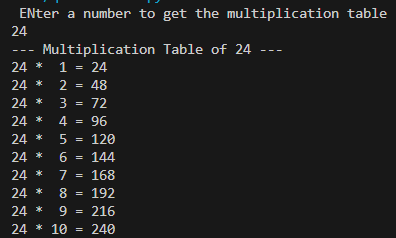 ENter a number to get the multiplication table
24
--- Multiplication Table of 24 ---
24 *  1 = 24
24 *  2 = 48
24 *  3 = 72
24 *  4 = 96
24 *  5 = 120
24 *  6 = 144
24 *  7 = 168
24 *  8 = 192
24 *  9 = 216
24 * 10 = 240